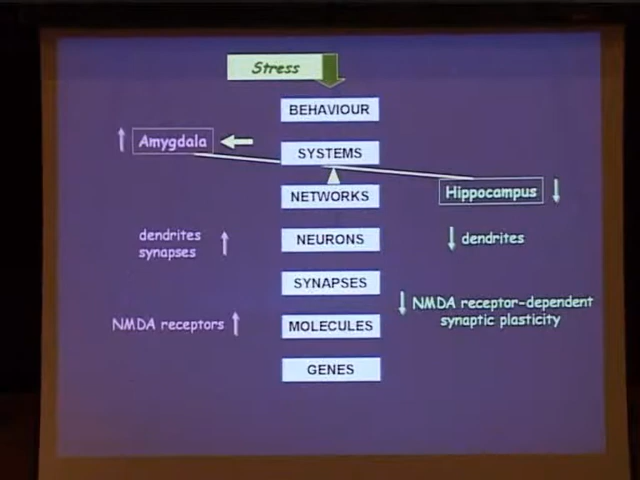 Stress
BEHAVIOUR
↑ Amygdala
SYSTEMS
NETWORKS
Hippocampus ↓
dendrites
synapses ↑
NEURONS
↓ dendrites
SYNAPSES
↓ NMDA receptor-dependent
synaptic plasticity
NMDA receptors ↑
MOLECULES
GENES